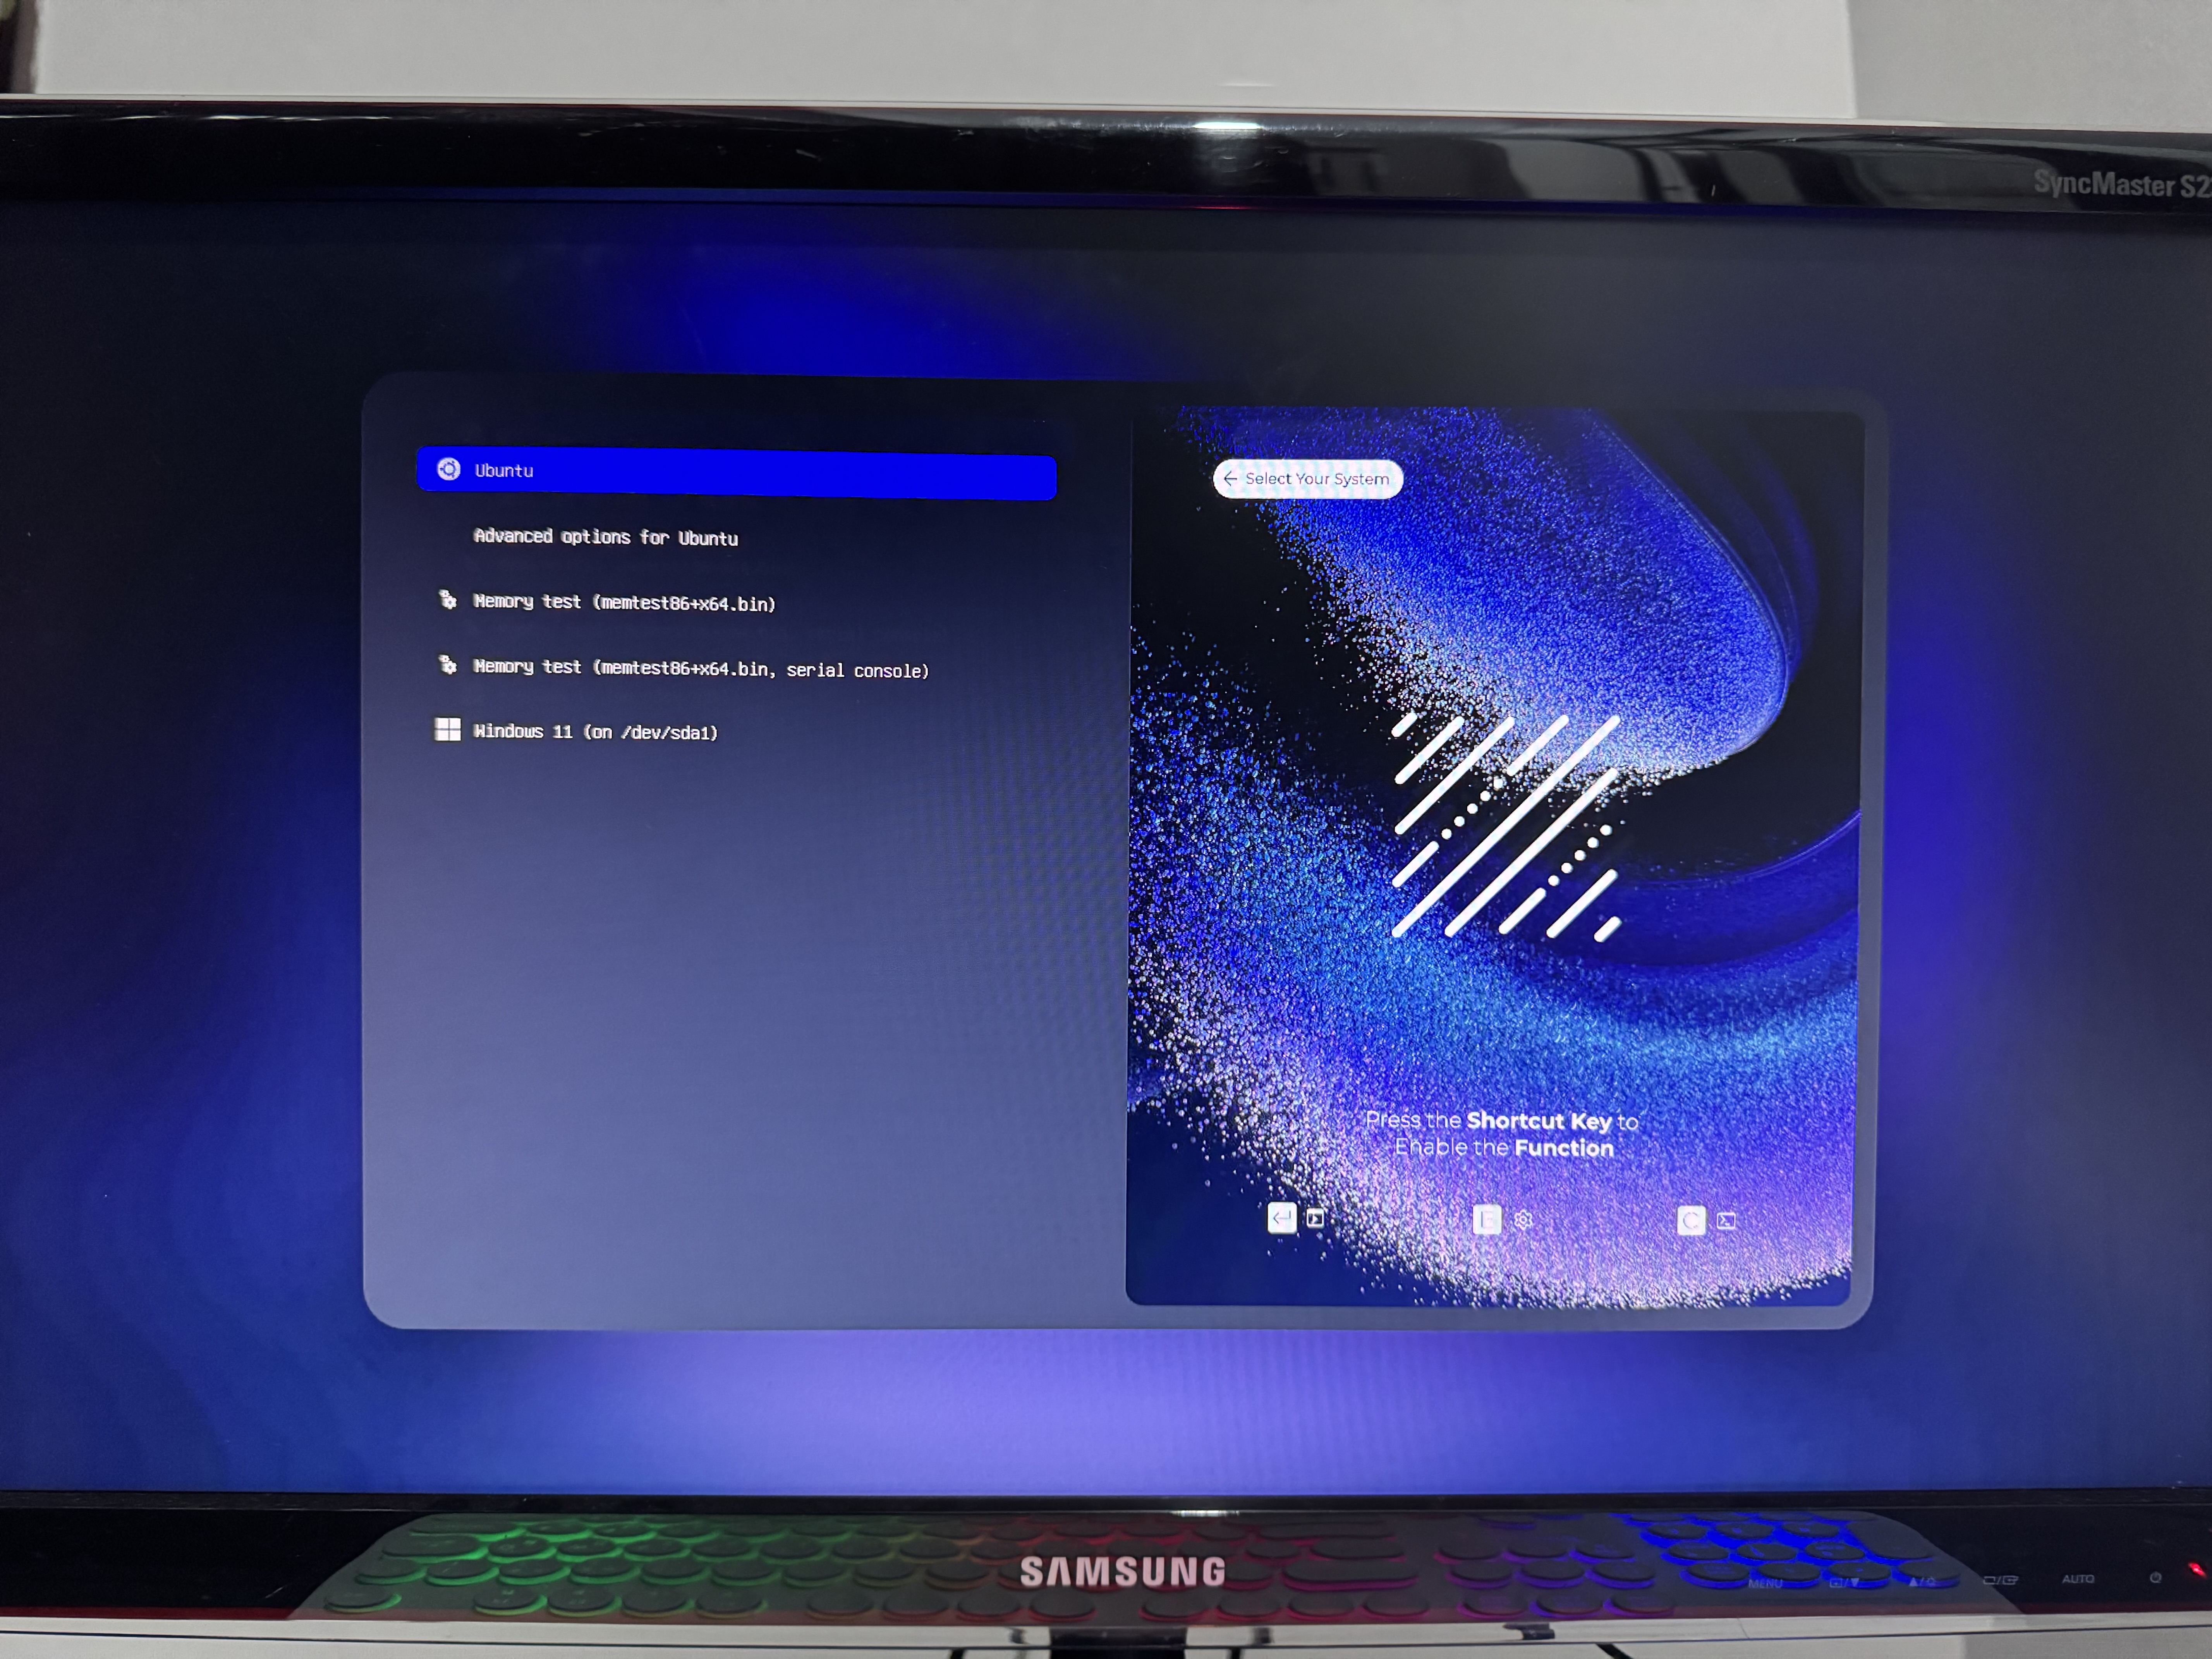 SyncMaster S2
Ubuntu
Advanced options for Ubuntu
Memory test (memtest86+x64.bin)
Memory test (memtest86+x64.bin, serial console)
Windows 11 (on /dev/sda1)
← Select Your System
Press the Shortcut Key to
Enable the Function
E
C
SAMSUNG
MENU
AUTO